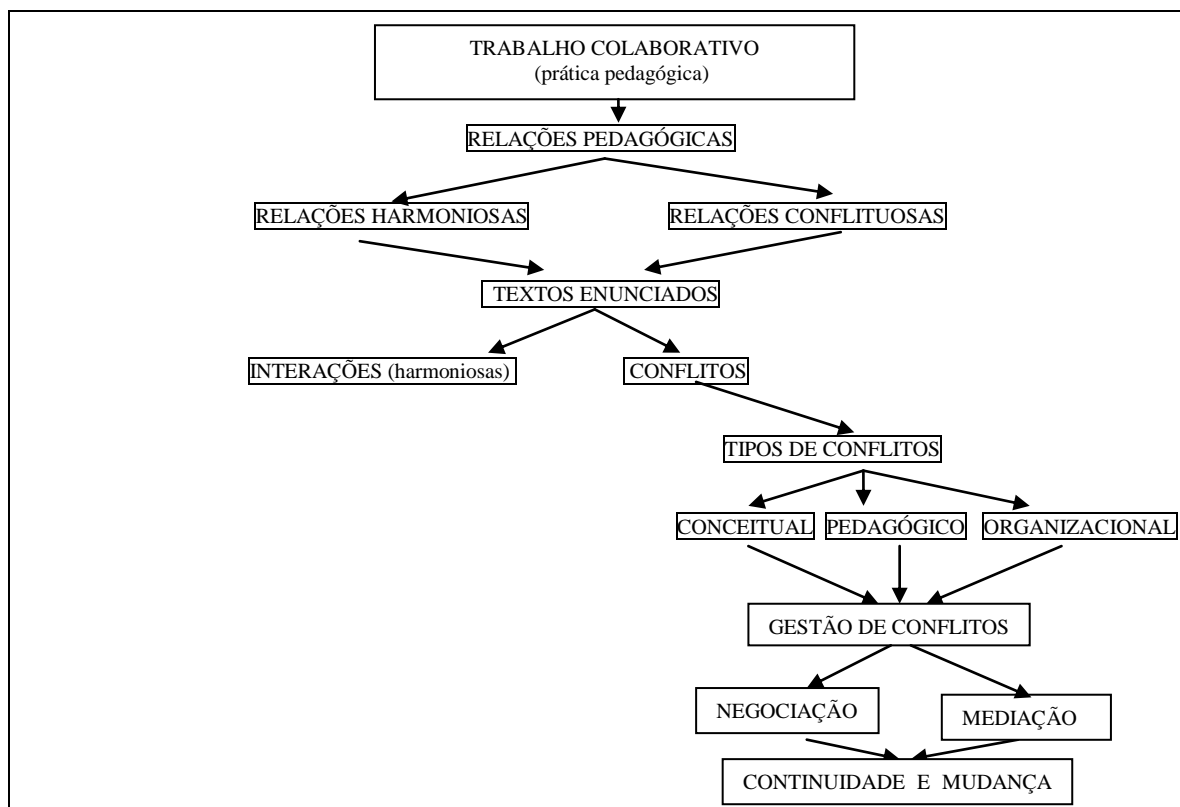 TRABALHO COLABORATIVO
(prática pedagógica)
RELAÇÕES PEDAGÓGICAS
RELAÇÕES HARMONIOSAS
RELAÇÕES CONFLITUOSAS
TEXTOS ENUNCIADOS
INTERAÇÕES (harmoniosas)
CONFLITOS
TIPOS DE CONFLITOS
CONCEITUAL
PEDAGÓGICO
ORGANIZACIONAL
GESTÃO DE CONFLITOS
NEGOCIAÇÃO
MEDIAÇÃO
CONTINUIDADE E MUDANÇA